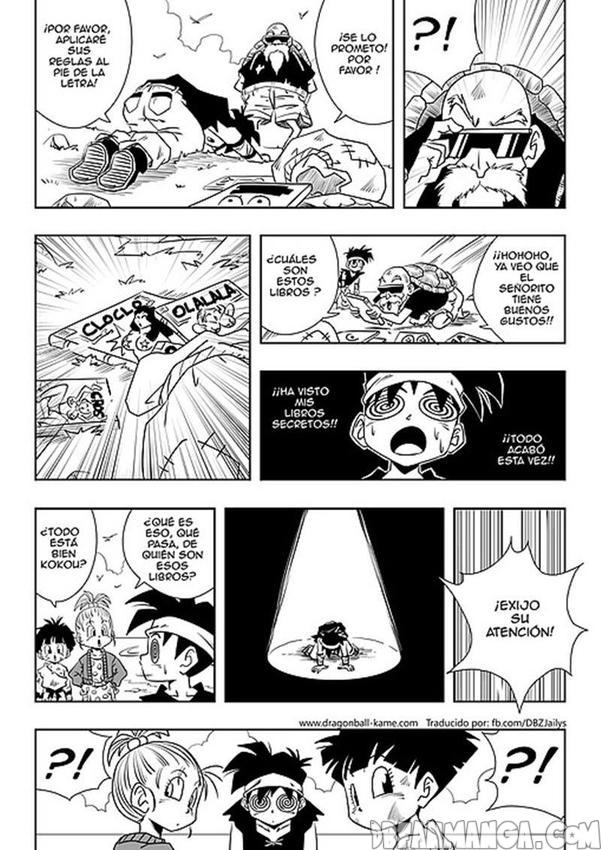 ¡POR FAVOR,
APLICARÉ
SUS
REGLAS AL
PIE DE LA
LETRA!
¡SE LO
PROMETO!
POR
FAVOR !
?!
CLOCLO
OLALALA
CROC
¿CUÁLES
SON
ESTOS
LIBROS ?
¡¡HOHOHO,
YA VEO QUE
EL
SEÑORITO
TIENE
BUENOS
GUSTOS!!
¡¡HA VISTO
MIS
LIBROS
SECRETOS!!
¡¡TODO
ACABÓ
ESTA VEZ!!
¿TODO
ESTÁ
BIEN
KOKOU?
¿QUÉ ES
ESO, QUÉ
PASA, DE
QUIÉN SON
ESOS
LIBROS?
¡EXIJO
SU
ATENCIÓN!
www.dragonball-kame.com Traducido por: fb.com/DBZJailys
?!
?!
DBZAFMANGA.COM